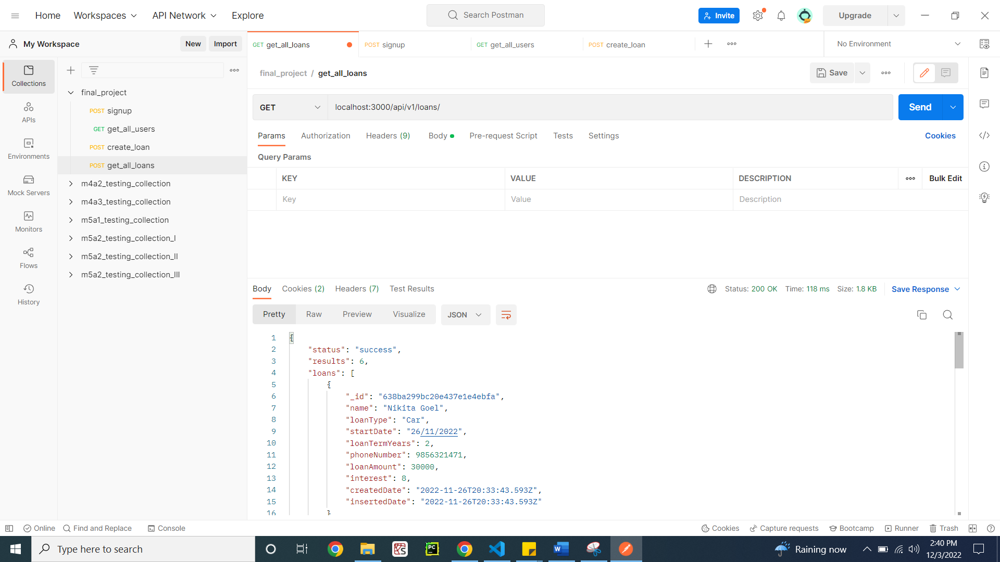 Home
Workspaces
API Network
Explore
Search Postman
Invite
Upgrade
My Workspace
New
Import
GET get_all_loans
POST signup
GET get_all_users
POST create_loan
No Environment
Collections
APIs
Environments
Mock Servers
Monitors
Flows
History
final_project
POST signup
GET get_all_users
POST create_loan
POST get_all_loans
m4a2_testing_collection
m4a3_testing_collection
m5a1_testing_collection
m5a2_testing_collection_I
m5a2_testing_collection_II
m5a2_testing_collection_III
final_project / get_all_loans
Save
GET
localhost:3000/api/v1/loans/
Send
Params
Authorization
Headers (9)
Body
Pre-request Script
Tests
Settings
Cookies
Query Params
KEY
VALUE
DESCRIPTION
Bulk Edit
Key
Value
Description
Body
Cookies (2)
Headers (7)
Test Results
Status: 200 OK
Time: 118 ms
Size: 1.8 KB
Save Response
Pretty
Raw
Preview
Visualize
JSON
1 {
2 "status": "success",
3 "results": 6,
4 "loans": [
5 {
6 "_id": "638ba299bc20e437e1e4ebfa",
7 "name": "Nikita Goel",
8 "loanType": "Car",
9 "startDate": "26/11/2022",
10 "loanTermYears": 2,
11 "phoneNumber": 9856321471,
12 "loanAmount": 30000,
13 "interest": 8,
14 "createdDate": "2022-11-26T20:33:43.593Z",
15 "insertedDate": "2022-11-26T20:33:43.593Z"
16 }
Online
Find and Replace
Console
Cookies
Capture requests
Bootcamp
Runner
Trash
Type here to search
Raining now
2:40 PM
12/3/2022